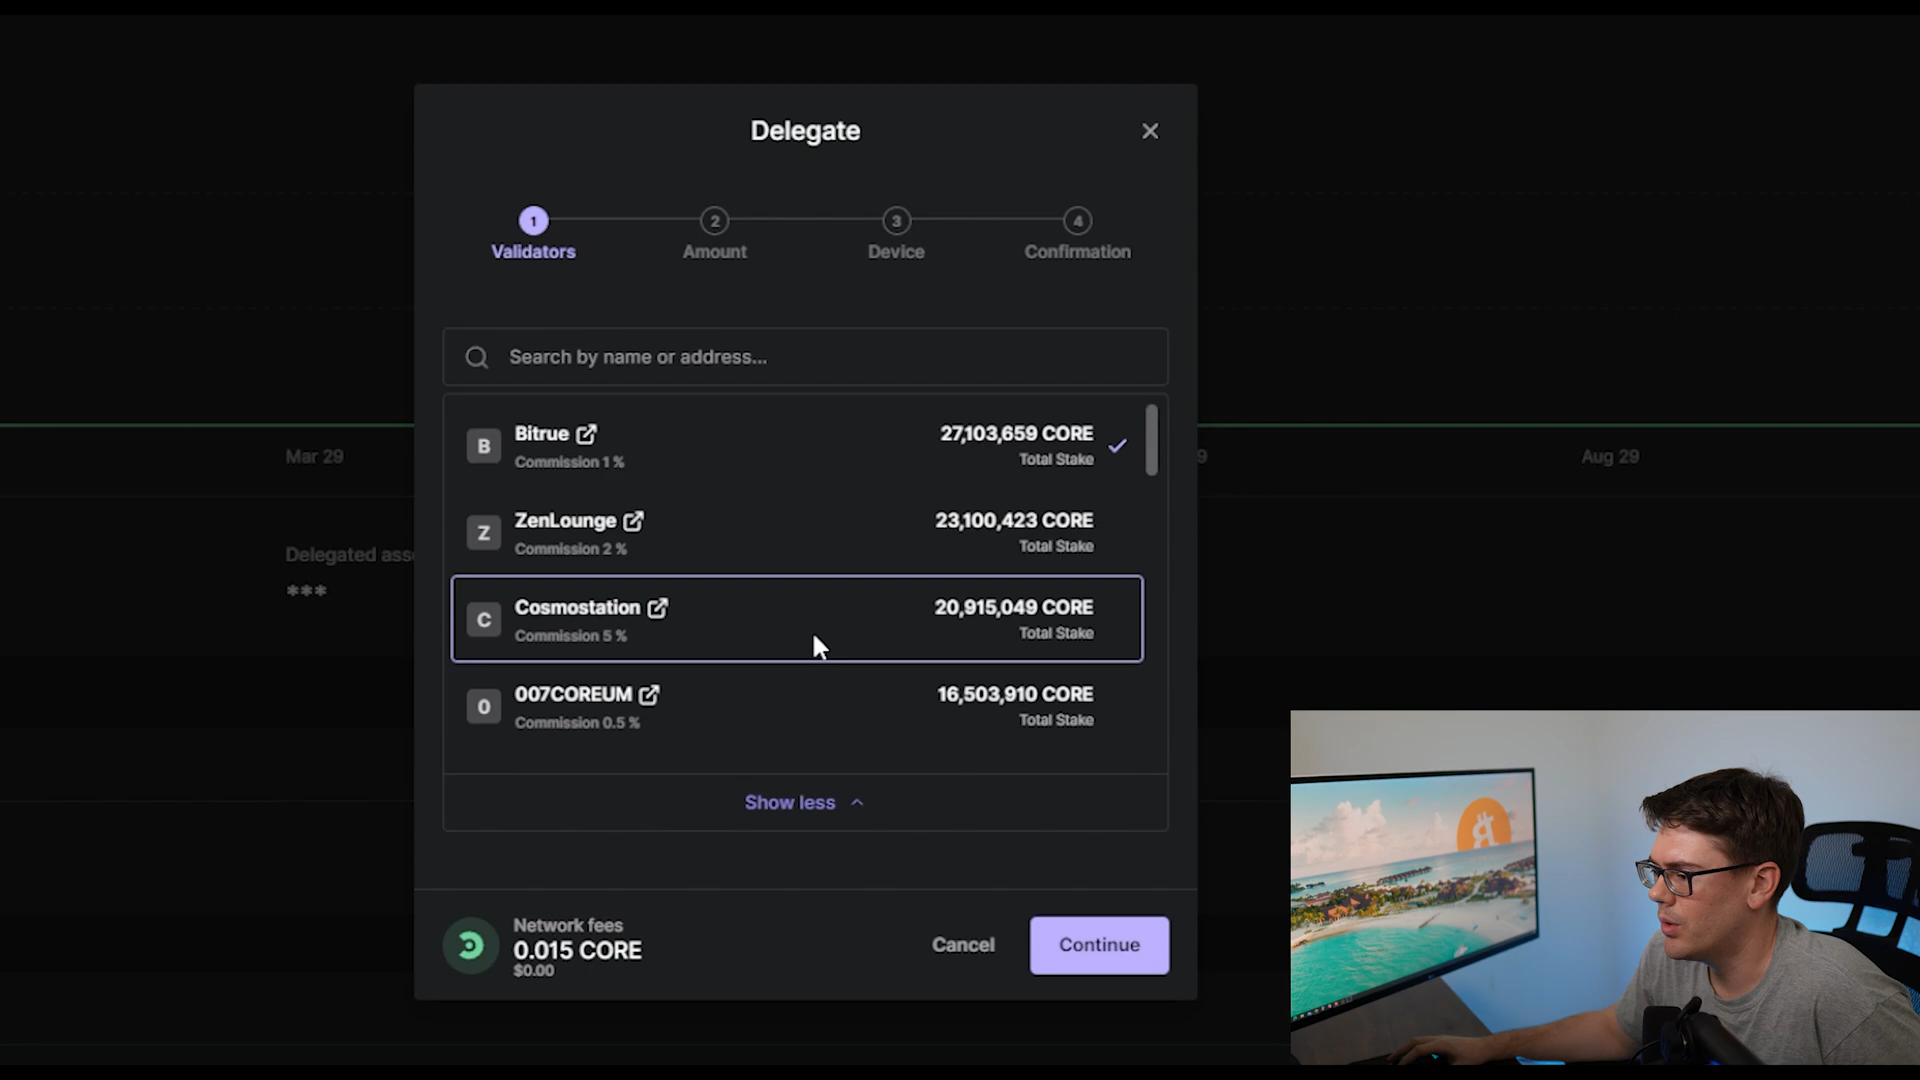 Delegate
1
2
3
4
Validators
Amount
Device
Confirmation
Search by name or address...
B
Bitrue
Commission 1 %
27,103,659 CORE
Total Stake
Z
ZenLounge
Commission 2 %
23,100,423 CORE
Total Stake
C
Cosmostation
Commission 5 %
20,915,049 CORE
Total Stake
0
007COREUM
Commission 0.5 %
16,503,910 CORE
Total Stake
Show less
Network fees
0.015 CORE
$0.00
Cancel
Continue
Mar 29
9
Aug 29
Delegated ass
***